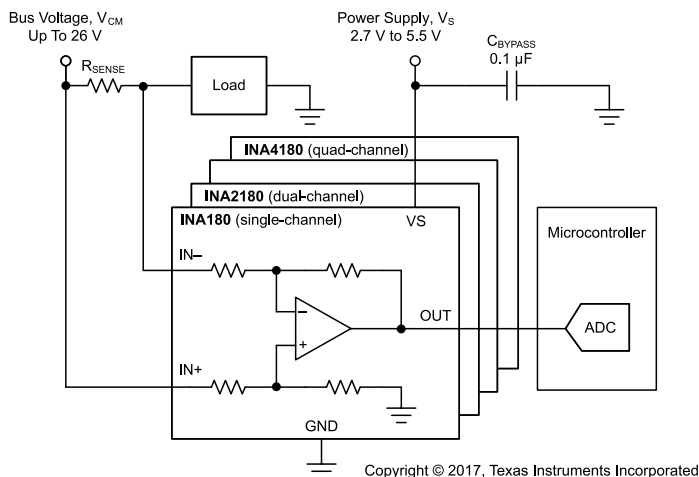 Bus Voltage, VCM
Up To 26 V
RSENSE
Load
Power Supply, VS
2.7 V to 5.5 V
CBYPASS
0.1 µF
INA4180 (quad-channel)
INA2180 (dual-channel)
INA180 (single-channel)
VS
Microcontroller
IN−
−
OUT
ADC
+
IN+
GND
Copyright © 2017, Texas Instruments Incorporated